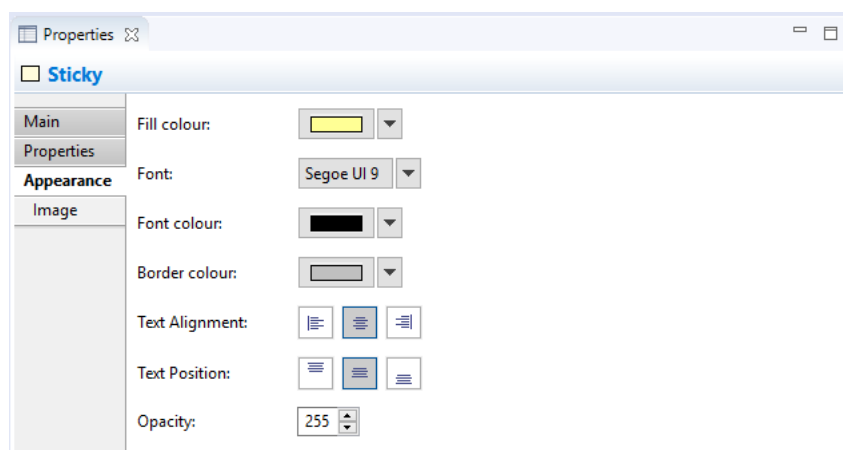 Properties
Sticky
Main
Properties
Appearance
Image
Fill colour:
Font: Segoe UI 9
Font colour:
Border colour:
Text Alignment:
Text Position:
Opacity: 255